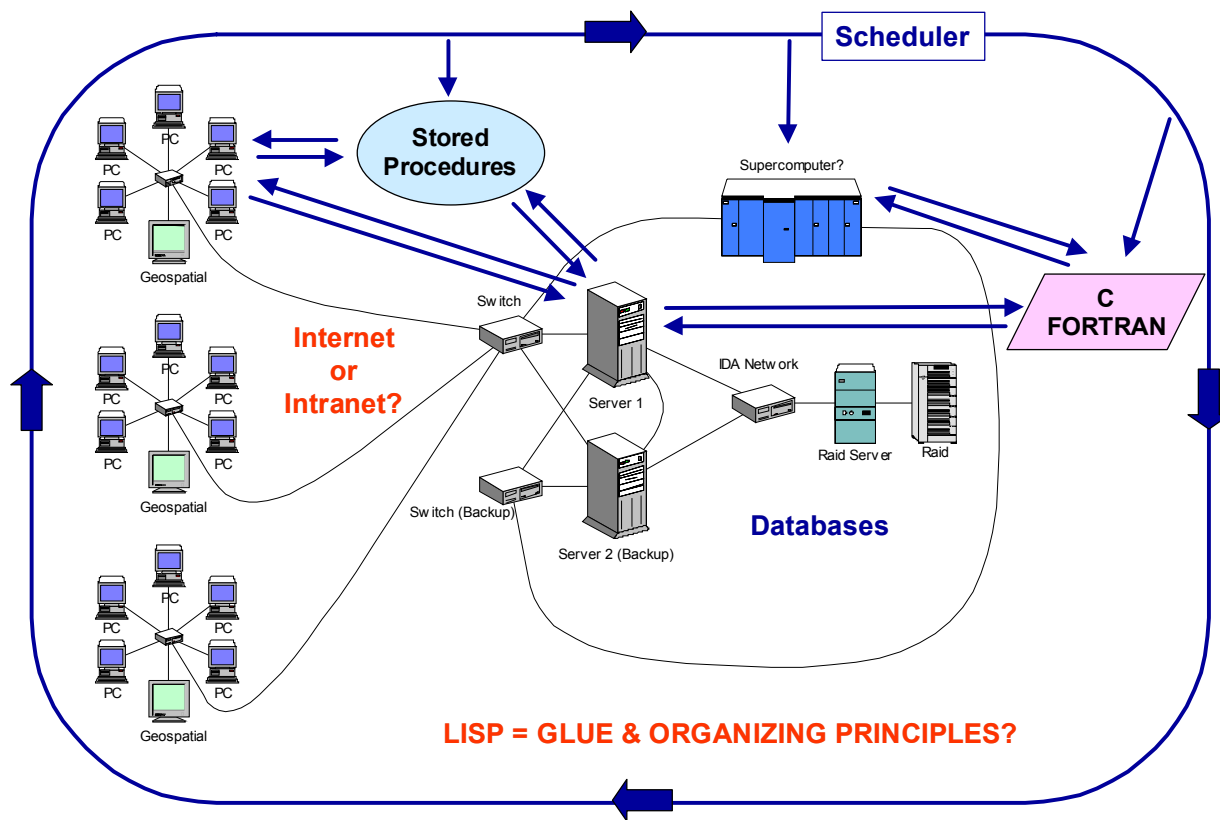 Scheduler
PC
PC
PC
PC
PC
Geospatial
Stored
Procedures
Supercomputer?
C
FORTRAN
Switch
Internet
or
Intranet?
Server 1
IDA Network
Raid Server
Raid
PC
PC
PC
PC
PC
Geospatial
Switch (Backup)
Server 2 (Backup)
Databases
PC
PC
PC
PC
PC
Geospatial
LISP = GLUE & ORGANIZING PRINCIPLES?